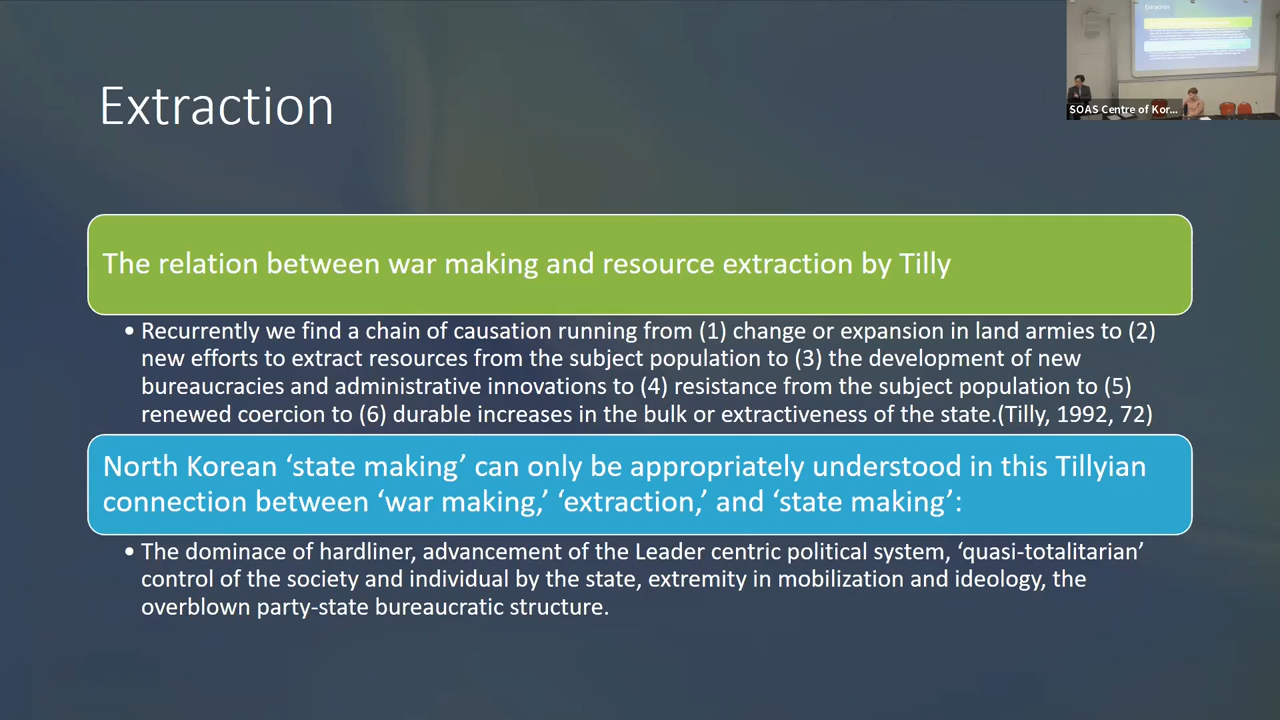 Extraction
SOAS Centre of Kor...
The relation between war making and resource extraction by Tilly
• Recurrently we find a chain of causation running from (1) change or expansion in land armies to (2)
new efforts to extract resources from the subject population to (3) the development of new
bureaucracies and administrative innovations to (4) resistance from the subject population to (5)
renewed coercion to (6) durable increases in the bulk or extractiveness of the state.(Tilly, 1992, 72)
North Korean ‘state making’ can only be appropriately understood in this Tillyian
connection between ‘war making,’ ‘extraction,’ and ‘state making’:
• The dominace of hardliner, advancement of the Leader centric political system, ‘quasi-totalitarian’
control of the society and individual by the state, extremity in mobilization and ideology, the
overblown party-state bureaucratic structure.